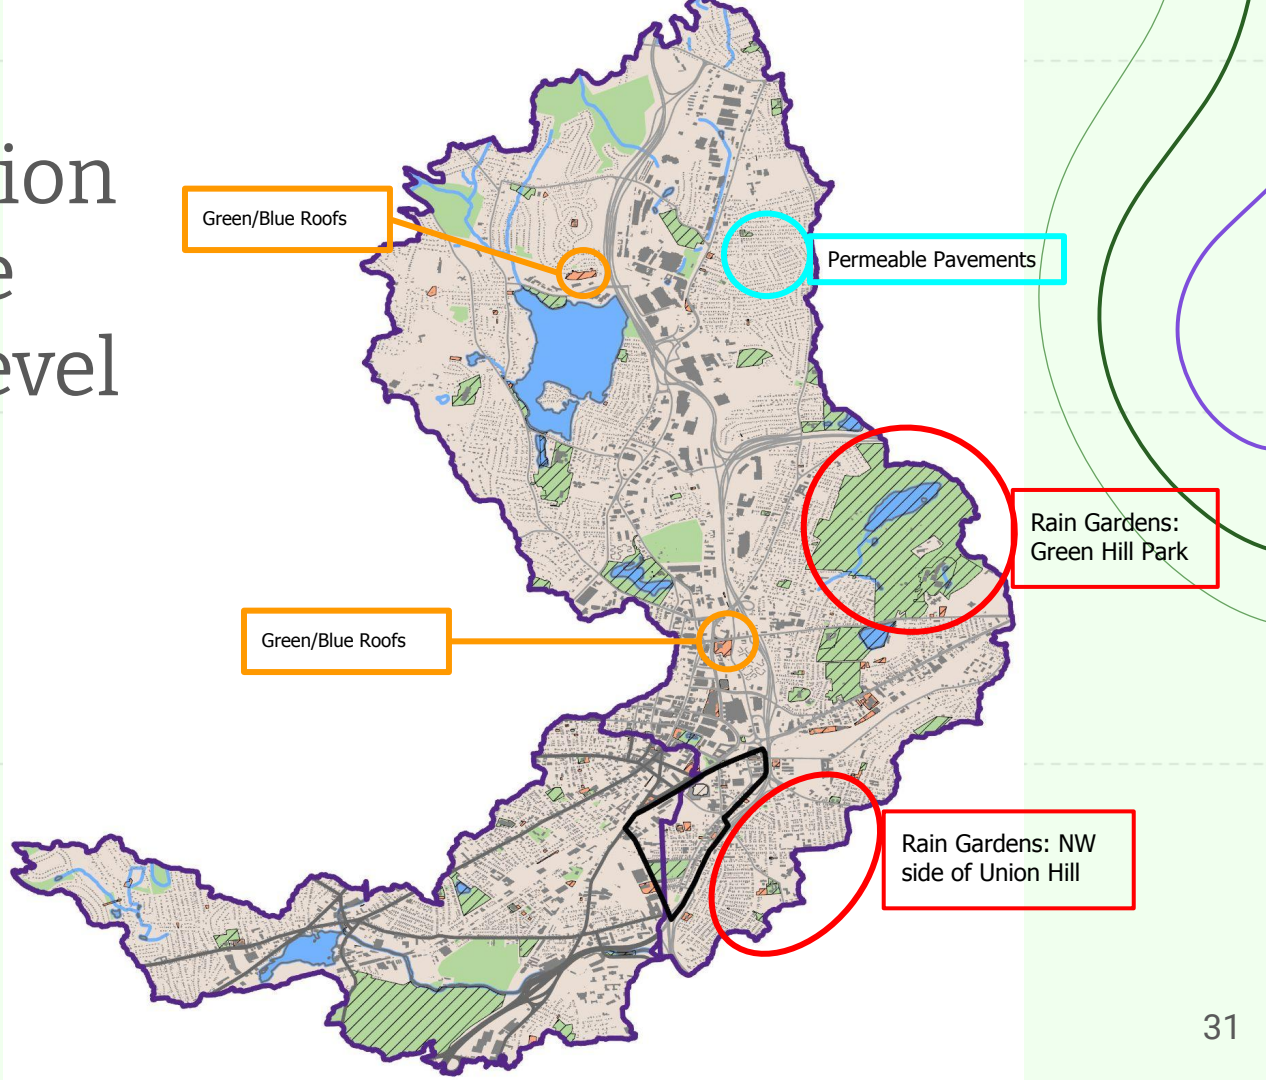 ion
e
evel
Green/Blue Roofs
Permeable Pavements
Rain Gardens:
Green Hill Park
Green/Blue Roofs
Rain Gardens: NW
side of Union Hill
31